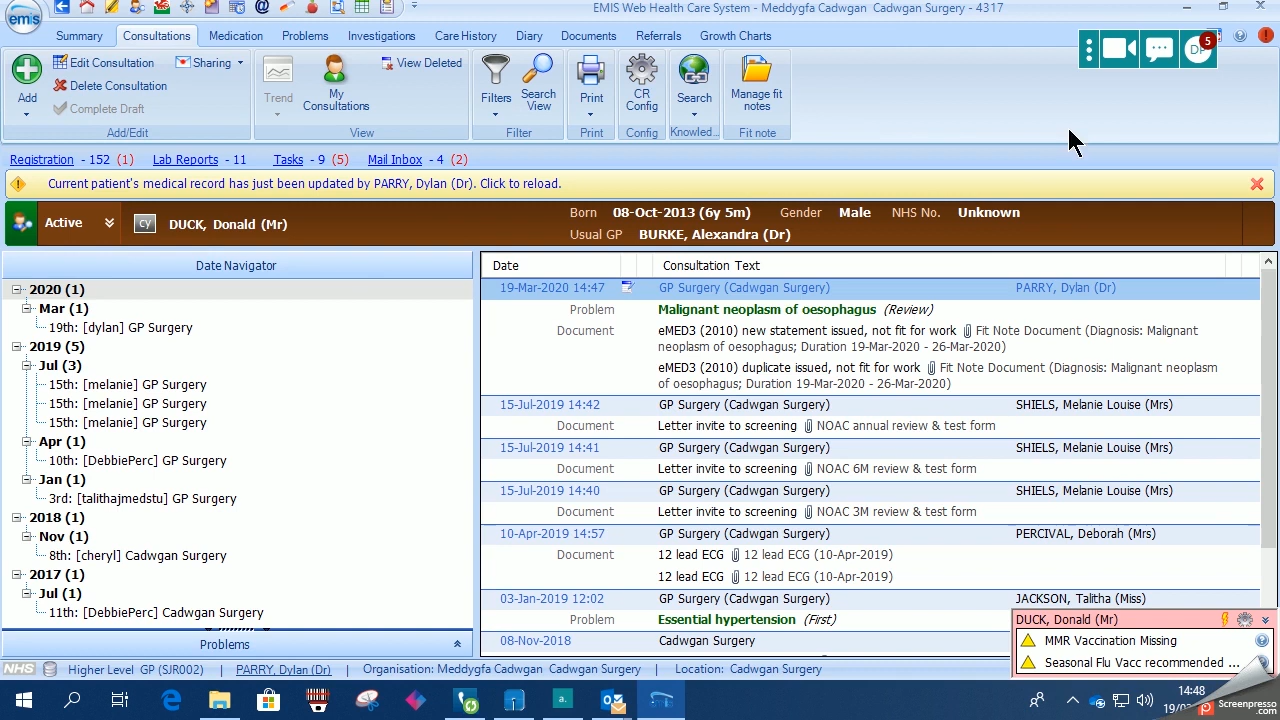 emis
EMIS Web Health Care System - Meddygfa Cadwgan Cadwgan Surgery - 4317
Summary Consultations Medication Problems Investigations Care History Diary Documents Referrals Growth Charts
DP 5
Add
Edit Consultation
Delete Consultation
Complete Draft
Sharing
Add/Edit
Trend
My Consultations
View Deleted
View
Filters
Search View
Filter
Print
Print
CR Config
Config
Search
Knowled...
Manage fit notes
Fit note
Registration - 152 (1) Lab Reports - 11 Tasks - 9 (5) Mail Inbox - 4 (2)
Current patient's medical record has just been updated by PARRY, Dylan (Dr). Click to reload.
Active cy DUCK, Donald (Mr)
Born 08-Oct-2013 (6y 5m) Gender Male NHS No. Unknown
Usual GP BURKE, Alexandra (Dr)
Date Navigator
2020 (1)
Mar (1)
19th: [dylan] GP Surgery
2019 (5)
Jul (3)
15th: [melanie] GP Surgery
15th: [melanie] GP Surgery
15th: [melanie] GP Surgery
Apr (1)
10th: [DebbiePerc] GP Surgery
Jan (1)
3rd: [talithajmedstu] GP Surgery
2018 (1)
Nov (1)
8th: [cheryl] Cadwgan Surgery
2017 (1)
Jul (1)
11th: [DebbiePerc] Cadwgan Surgery
Problems
Date Consultation Text
19-Mar-2020 14:47 GP Surgery (Cadwgan Surgery) PARRY, Dylan (Dr)
Problem Malignant neoplasm of oesophagus (Review)
Document eMED3 (2010) new statement issued, not fit for work Fit Note Document (Diagnosis: Malignant
neoplasm of oesophagus; Duration 19-Mar-2020 - 26-Mar-2020)
eMED3 (2010) duplicate issued, not fit for work Fit Note Document (Diagnosis: Malignant neoplasm
of oesophagus; Duration 19-Mar-2020 - 26-Mar-2020)
15-Jul-2019 14:42 GP Surgery (Cadwgan Surgery) SHIELS, Melanie Louise (Mrs)
Document Letter invite to screening NOAC annual review & test form
15-Jul-2019 14:41 GP Surgery (Cadwgan Surgery) SHIELS, Melanie Louise (Mrs)
Document Letter invite to screening NOAC 6M review & test form
15-Jul-2019 14:40 GP Surgery (Cadwgan Surgery) SHIELS, Melanie Louise (Mrs)
Document Letter invite to screening NOAC 3M review & test form
10-Apr-2019 14:57 GP Surgery (Cadwgan Surgery) PERCIVAL, Deborah (Mrs)
Document 12 lead ECG 12 lead ECG (10-Apr-2019)
12 lead ECG 12 lead ECG (10-Apr-2019)
03-Jan-2019 12:02 GP Surgery (Cadwgan Surgery) JACKSON, Talitha (Miss)
Problem Essential hypertension (First)
08-Nov-2018 Cadwgan Surgery
DUCK, Donald (Mr)
MMR Vaccination Missing
Seasonal Flu Vacc recommended ...
NHS Higher Level GP (SJR002) PARRY, Dylan (Dr) Organisation: Meddygfa Cadwgan Cadwgan Surgery Location: Cadwgan Surgery
a.
14:48
Screenpresso
.com